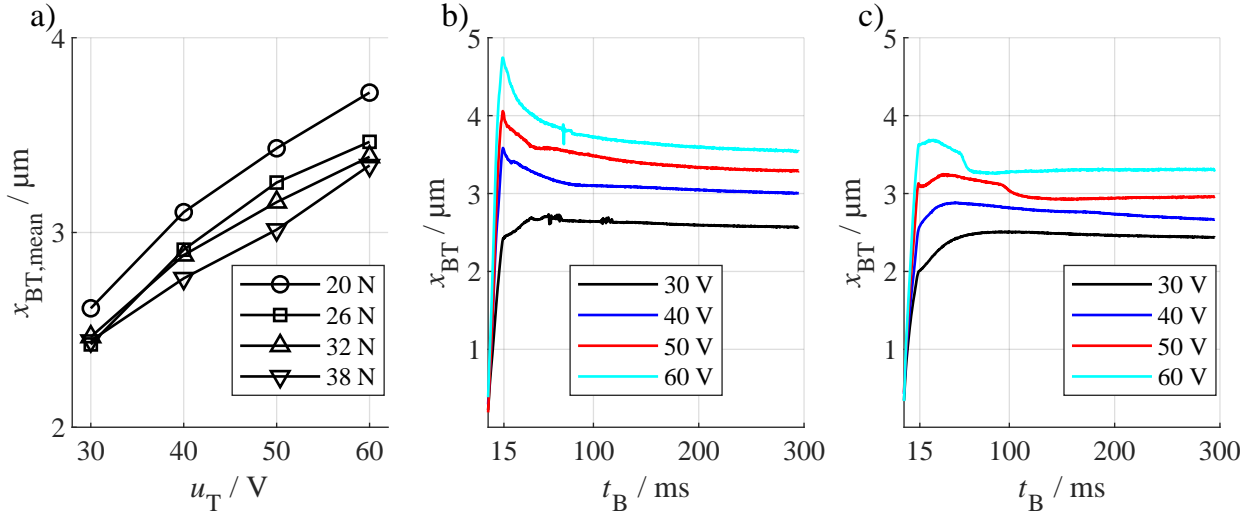 a)
4
3
2
30 40 50 60
x_BT,mean / µm
u_T / V
20 N
26 N
32 N
38 N
b)
5
4
3
2
1
15 100 200 300
x_BT / µm
t_B / ms
30 V
40 V
50 V
60 V
c)
5
4
3
2
1
15 100 200 300
x_BT / µm
t_B / ms
30 V
40 V
50 V
60 V